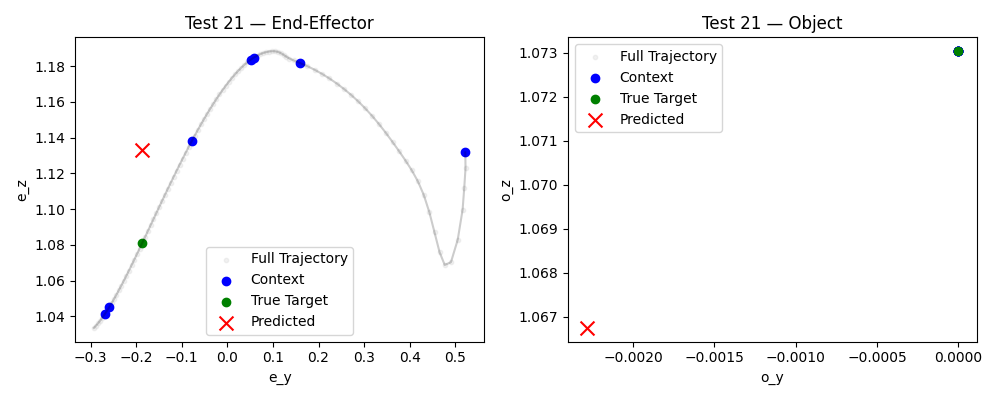 Test 21 — End-Effector
e_z
1.18
1.16
1.14
1.12
1.10
1.08
1.06
1.04
Full Trajectory
Context
True Target
Predicted
−0.3 −0.2 −0.1 0.0 0.1 0.2 0.3 0.4 0.5
e_y
Test 21 — Object
o_z
1.073
1.072
1.071
1.070
1.069
1.068
1.067
Full Trajectory
Context
True Target
Predicted
−0.0020 −0.0015 −0.0010 −0.0005 0.0000
o_y